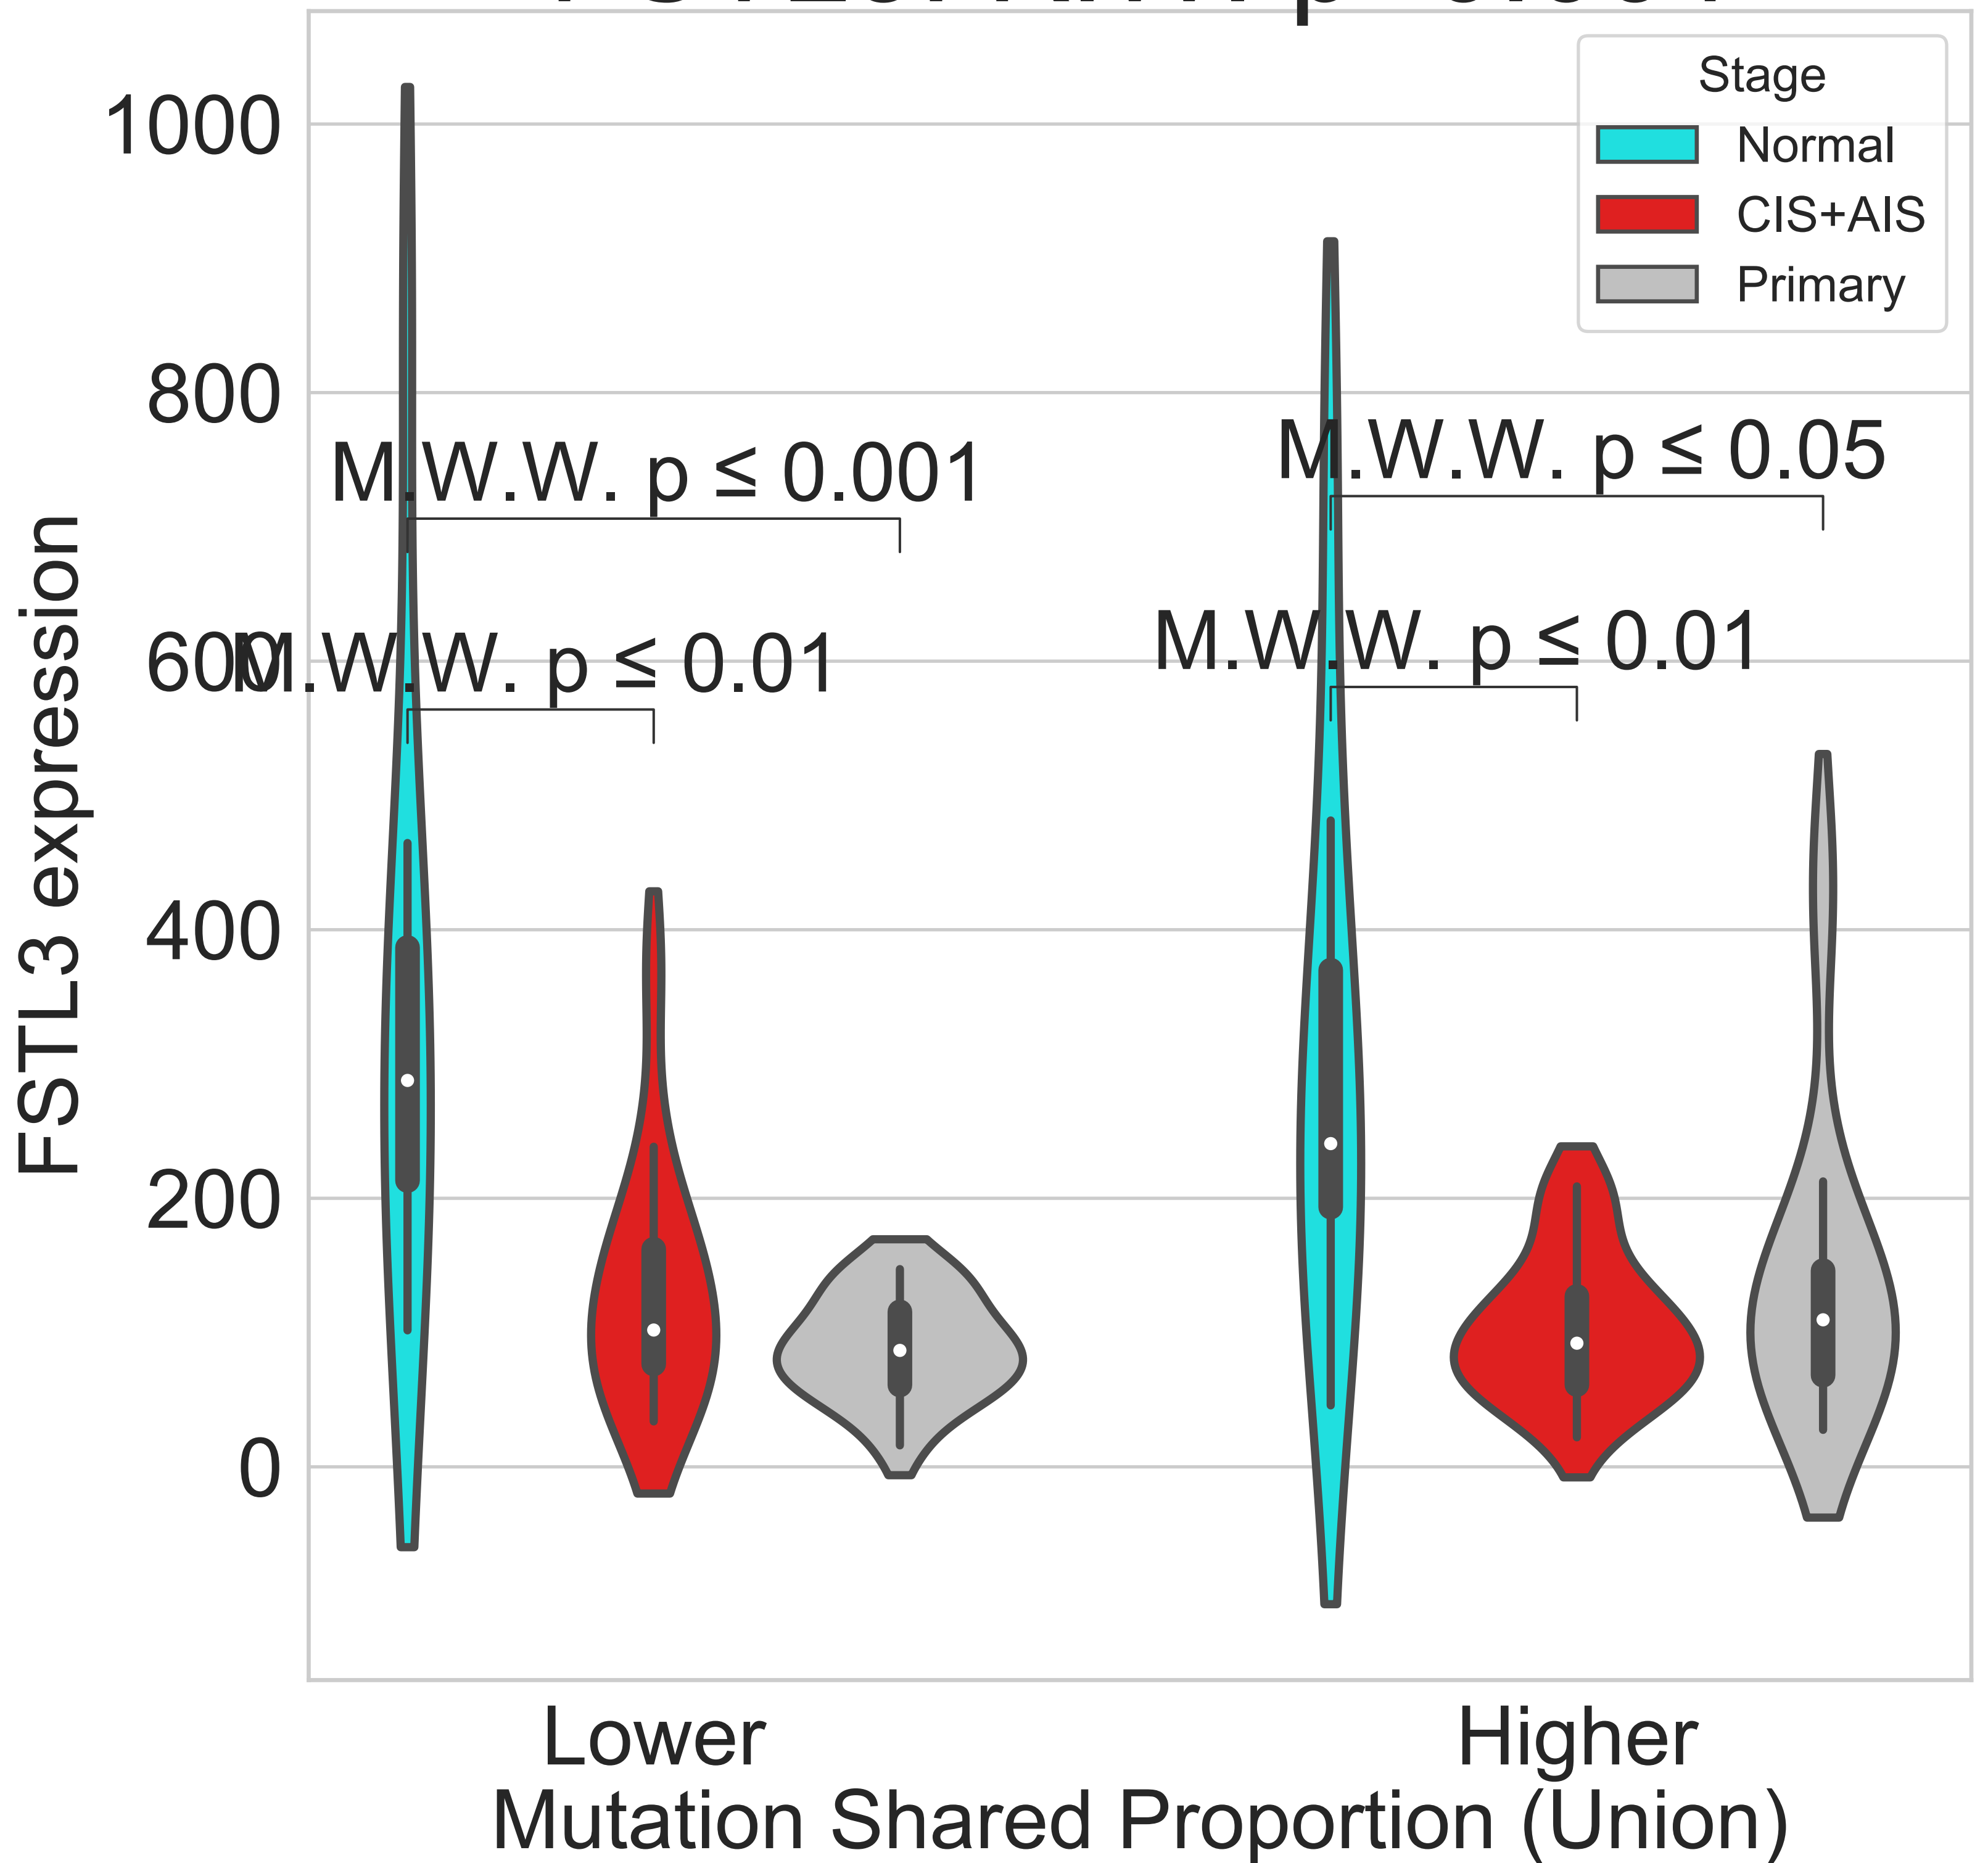 Stage
Normal
CIS+AIS
Primary
1000
800
600
400
200
0
FSTL3 expression
M.W.W. p ≤ 0.001
M.W.W. p ≤ 0.01
M.W.W. p ≤ 0.05
M.W.W. p ≤ 0.01
Lower
Higher
Mutation Shared Proportion (Union)